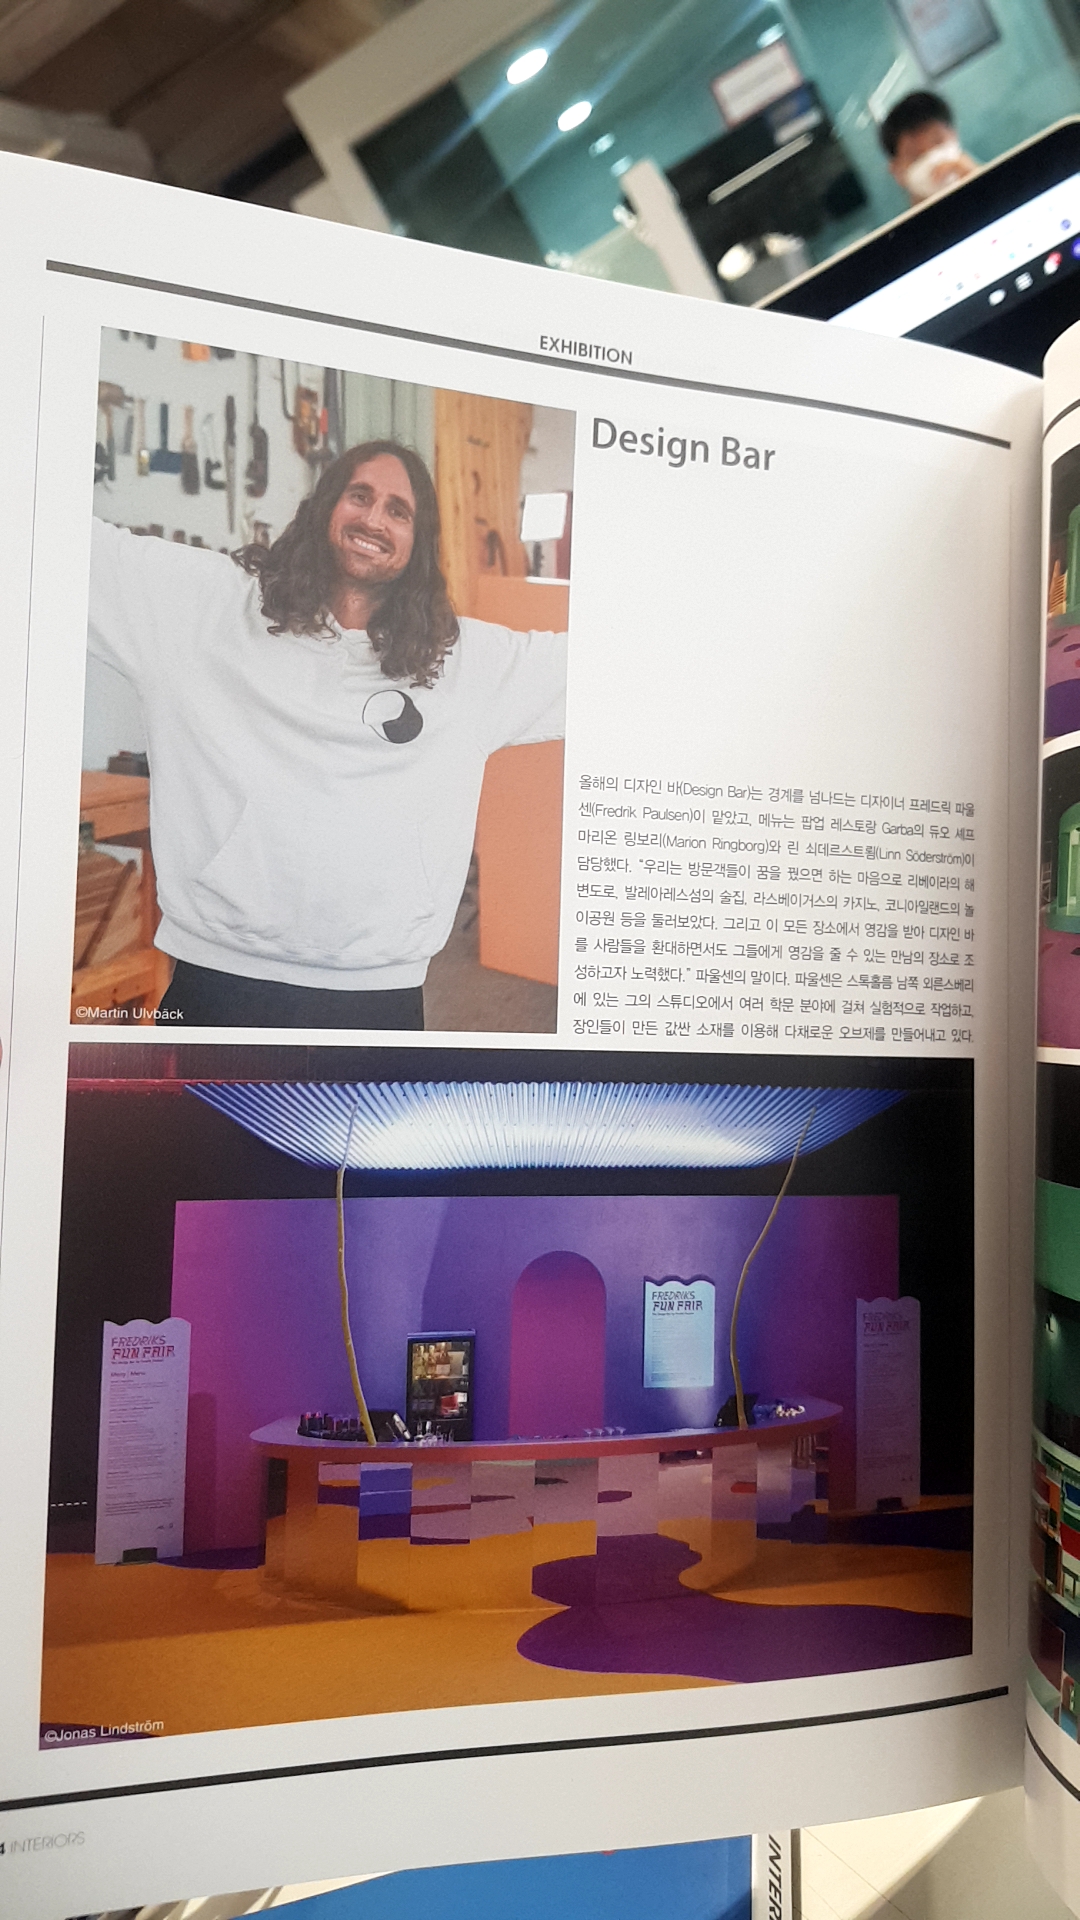 EXHIBITION
Design Bar
올해의 디자인 바(Design Bar)는 경계를 넘나드는 디자이너 프레드릭 파울
센(Fredrik Paulsen)이 맡았고, 메뉴는 팝업 레스토랑 Garba의 듀오 셰프
마리온 링보리(Marion Ringborg)와 린 쇠데르스트룀(Linn Söderström)이
담당했다. “우리는 방문객들이 꿈을 꿨으면 하는 마음으로 리베이라의 해
변도로, 발레아레스섬의 술집, 라스베이거스의 카지노, 코니아일랜드의 놀
이공원 등을 둘러보았다. 그리고 이 모든 장소에서 영감을 받아 디자인 바
를 사람들을 환대하면서도 그들에게 영감을 줄 수 있는 만남의 장소로 조
성하고자 노력했다.” 파울센의 말이다. 파울센은 스톡홀름 남쪽 외른스베리
에 있는 그의 스튜디오에서 여러 학문 분야에 걸쳐 실험적으로 작업하고,
장인들이 만든 값싼 소재를 이용해 다채로운 오브제를 만들어내고 있다.
©Martin Ulvbäck
FREDRIKS
FUN FAIR
FREDRIKS
FUN FAIR
FREDRIKS
FUN FAIR
©Jonas Lindström
4 INTERIORS
INTER